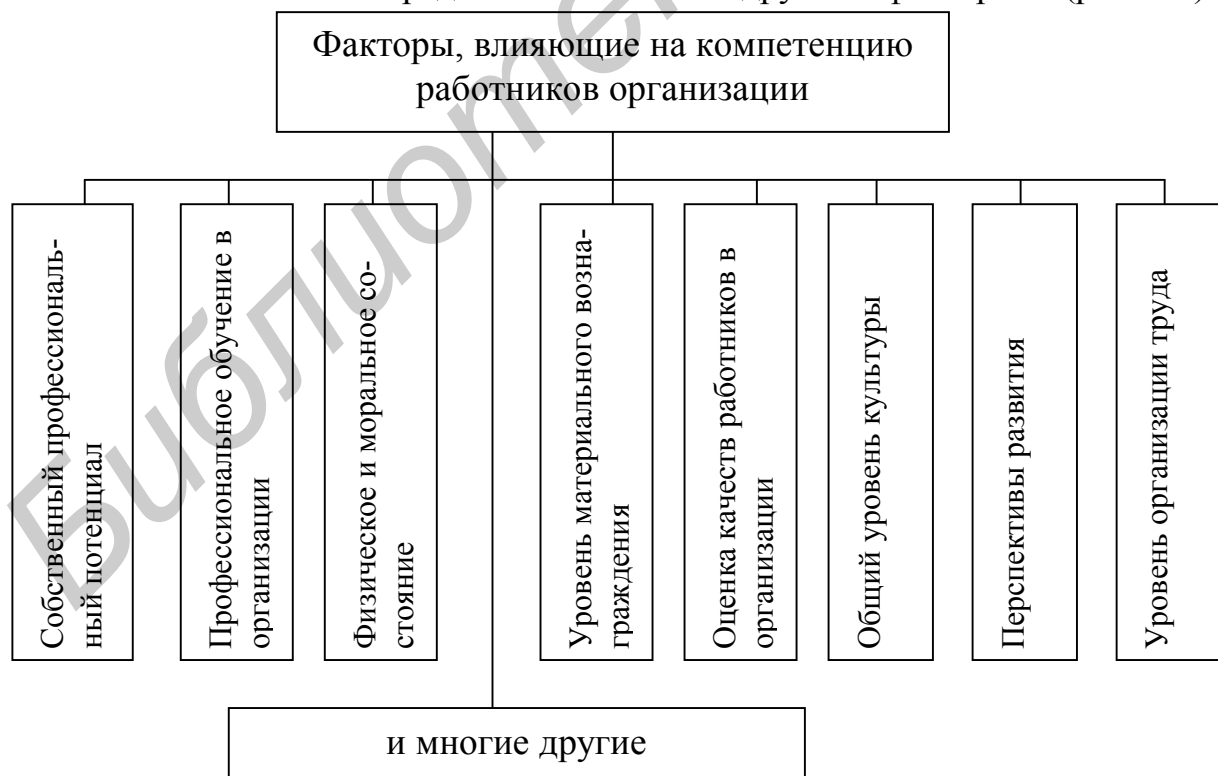 Факторы, влияющие на компетенцию
работников организации
Собственный профессиональ-
ный потенциал
Профессиональное обучение в
организации
Физическое и моральное со-
стояние
Уровень материального возна-
граждения
Оценка качеств работников в
организации
Общий уровень культуры
Перспективы развития
Уровень организации труда
и многие другие